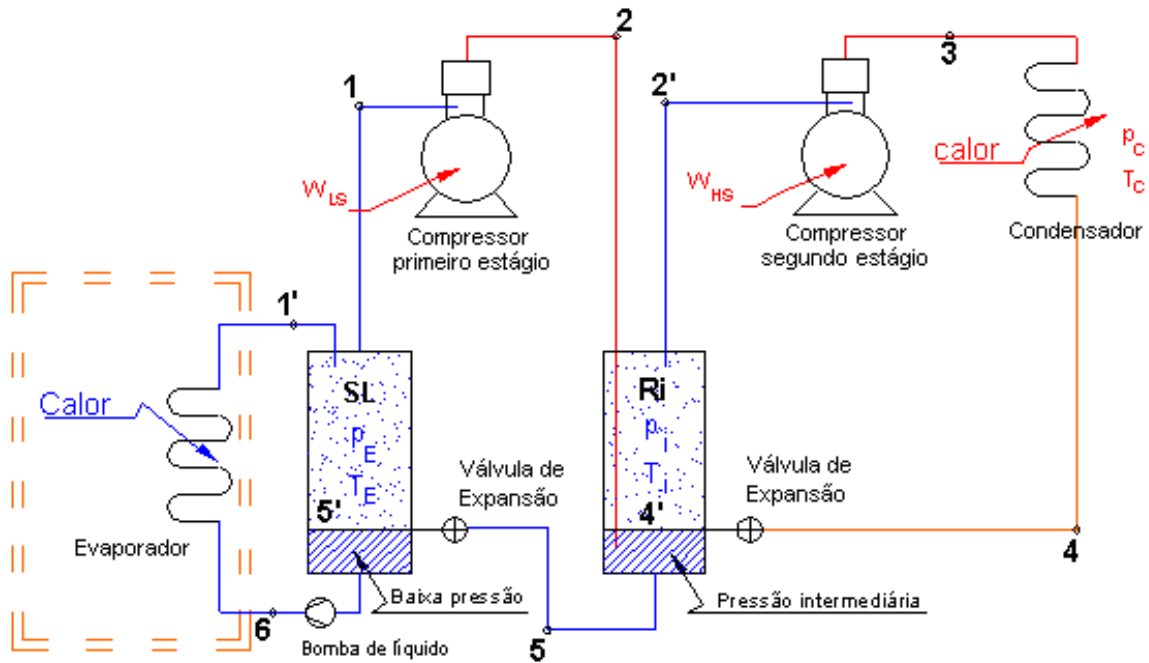 2
3
1
2'
calor
p C
T C
W LS
W HS
Compressor
primeiro estágio
Compressor
segundo estágio
Condensador
1'
SL
Ri
Calor
p E
T E
p I
T I
Válvula de
Expansão
Válvula de
Expansão
5'
4'
4
Evaporador
Baixa pressão
Pressão intermediária
6
5
Bomba de líquido